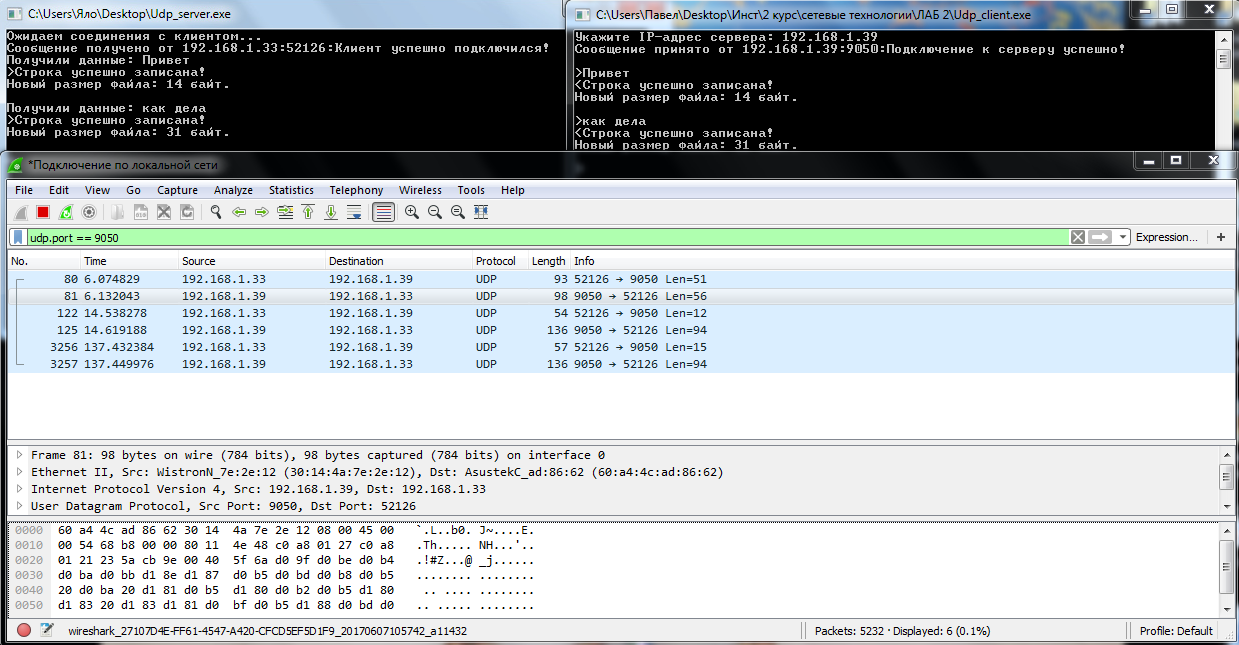 C:\Users\Яло\Desktop\Udp_server.exe
Ожидаем соединения с клиентом...
Сообщение получено от 192.168.1.33:52126:Клиент успешно подключился!
Получили данные: Привет
>Строка успешно записана!
Новый размер файла: 14 байт.
Получили данные: как дела
>Строка успешно записана!
Новый размер файла: 31 байт.
C:\Users\Павел\Desktop\Инст\2 курс\сетевые технологии\ЛАБ 2\Udp_client.exe
Укажите IP-адрес сервера: 192.168.1.39
Сообщение принято от 192.168.1.39:9050:Подключение к серверу успешно!
>Привет
<Строка успешно записана!
Новый размер файла: 14 байт.
>как дела
<Строка успешно записана!
Новый размер файла: 31 байт.
*Подключение по локальной сети
File Edit View Go Capture Analyze Statistics Telephony Wireless Tools Help
udp.port == 9050 Expression... +
No. Time Source Destination Protocol Length Info
80 6.074829 192.168.1.33 192.168.1.39 UDP 93 52126 → 9050 Len=51
81 6.132043 192.168.1.39 192.168.1.33 UDP 98 9050 → 52126 Len=56
122 14.538278 192.168.1.33 192.168.1.39 UDP 54 52126 → 9050 Len=12
125 14.619188 192.168.1.39 192.168.1.33 UDP 136 9050 → 52126 Len=94
3256 137.432384 192.168.1.33 192.168.1.39 UDP 57 52126 → 9050 Len=15
3257 137.449976 192.168.1.39 192.168.1.33 UDP 136 9050 → 52126 Len=94
Frame 81: 98 bytes on wire (784 bits), 98 bytes captured (784 bits) on interface 0
Ethernet II, Src: WistronN_7e:2e:12 (30:14:4a:7e:2e:12), Dst: AsustekC_ad:86:62 (60:a4:4c:ad:86:62)
Internet Protocol Version 4, Src: 192.168.1.39, Dst: 192.168.1.33
User Datagram Protocol, Src Port: 9050, Dst Port: 52126
0000 60 a4 4c ad 86 62 30 14 4a 7e 2e 12 08 00 45 00 `.L..b0. J~....E.
0010 00 54 68 b8 00 00 80 11 4e 48 c0 a8 01 27 c0 a8 .Th..... NH...'..
0020 01 21 23 5a cb 9e 00 40 5f 6a d0 9f d0 be d0 b4 .!#Z...@ _j......
0030 d0 ba d0 bb d1 8e d1 87 d0 b5 d0 bd d0 b8 d0 b5 ........ ........
0040 20 d0 ba 20 d1 81 d0 b5 d1 80 d0 b2 d0 b5 d1 80 .. .... ........
0050 d1 83 20 d1 83 d1 81 d0 bf d0 b5 d1 88 d0 bd d0 .. ..... ........
wireshark_27107D4E-FF61-4547-A420-CFCD5EF5D1F9_20170607105742_a11432 Packets: 5232 · Displayed: 6 (0.1%) Profile: Default